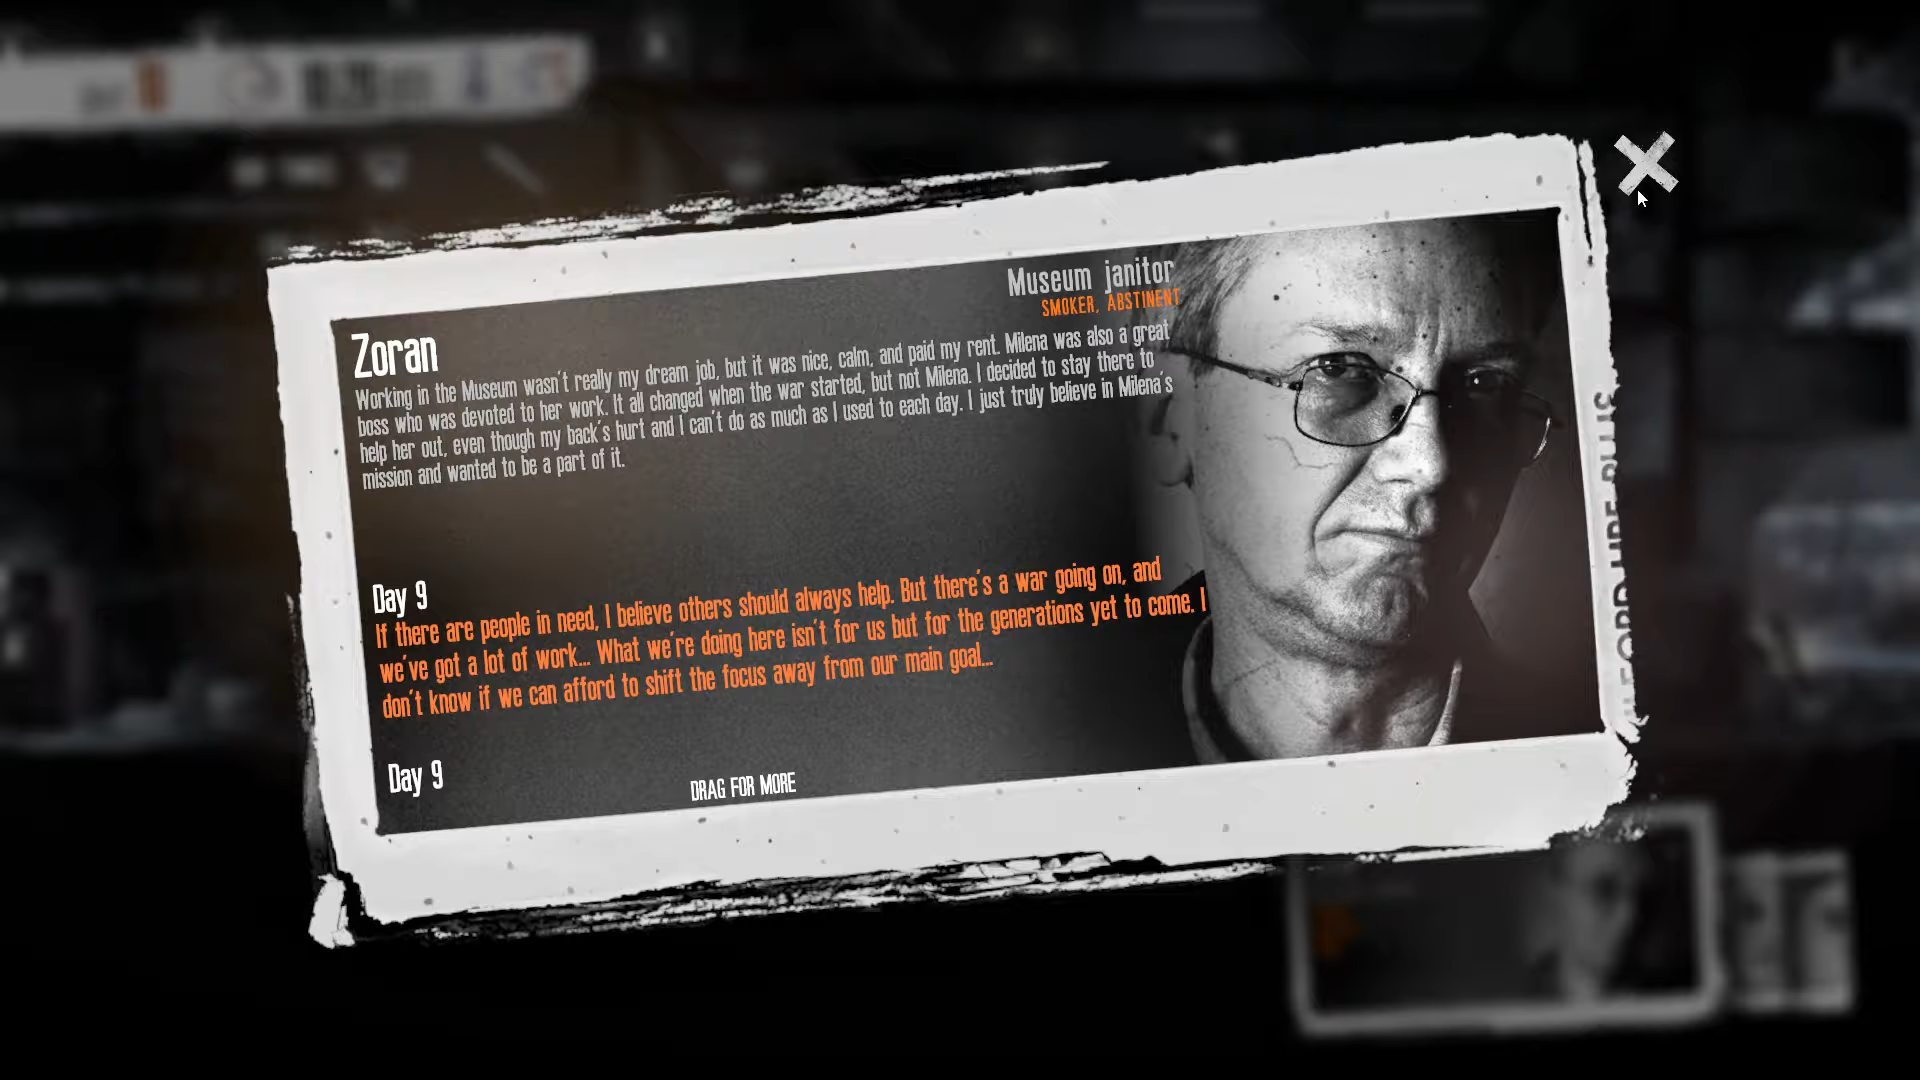 Museum janitor
SMOKER, ABSTINENT
Zoran
Working in the Museum wasn't really my dream job, but it was nice, calm, and paid my rent. Milena was also a great
boss who was devoted to her work. It all changed when the war started, but not Milena. I decided to stay there to
help her out, even though my back's hurt and I can't do as much as I used to each day. I just truly believe in Milena's
mission and wanted to be a part of it.
Day 9
If there are people in need, I believe others should always help. But there's a war going on, and
we've got a lot of work... What we're doing here isn't for us but for the generations yet to come. I
don't know if we can afford to shift the focus away from our main goal...
Day 9
DRAG FOR MORE